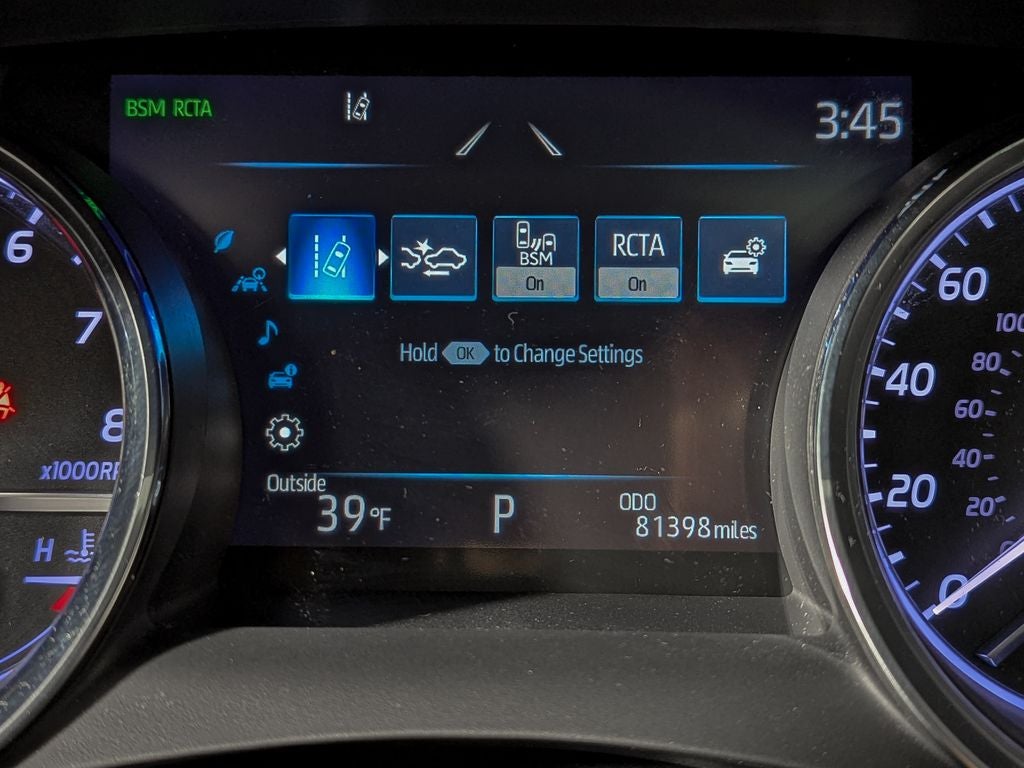 BSM RCTA
3:45
BSM
On
RCTA
On
Hold OK to Change Settings
Outside
39°F
P
ODO
81398 miles
6
7
8
x1000R
H
60
40
20
0
100
80
60
40
20